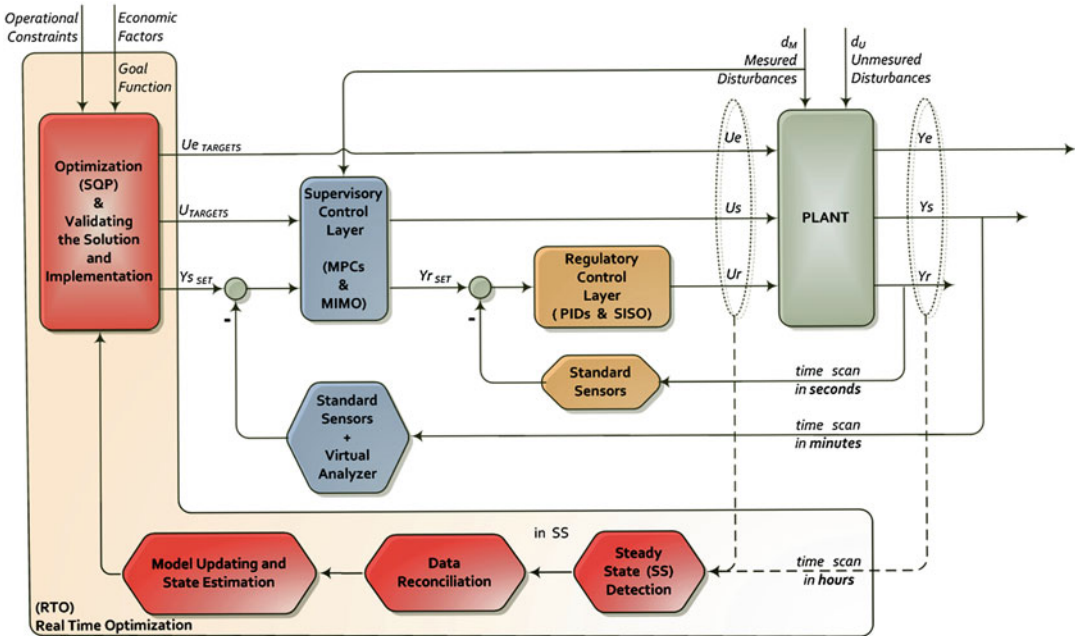 Operational
Constraints
Economic
Factors
Goal
Function
d_M
Mesured
Disturbances
d_U
Unmesured
Disturbances
Optimization
(SQP)
&
Validating
the Solution
and
Implementation
Ue TARGETS
U TARGETS
Ys SET
-
Supervisory
Control
Layer
(MPCs
&
MIMO)
Yr SET
-
Regulatory
Control
Layer
(PIDs & SISO)
Ue
Us
Ur
PLANT
Ye
Ys
Yr
Standard
Sensors
time scan
in seconds
Standard
Sensors
+
Virtual
Analyzer
time scan
in minutes
Model Updating and
State Estimation
Data
Reconciliation
in SS
Steady
State (SS)
Detection
time scan
in hours
(RTO)
Real Time Optimization